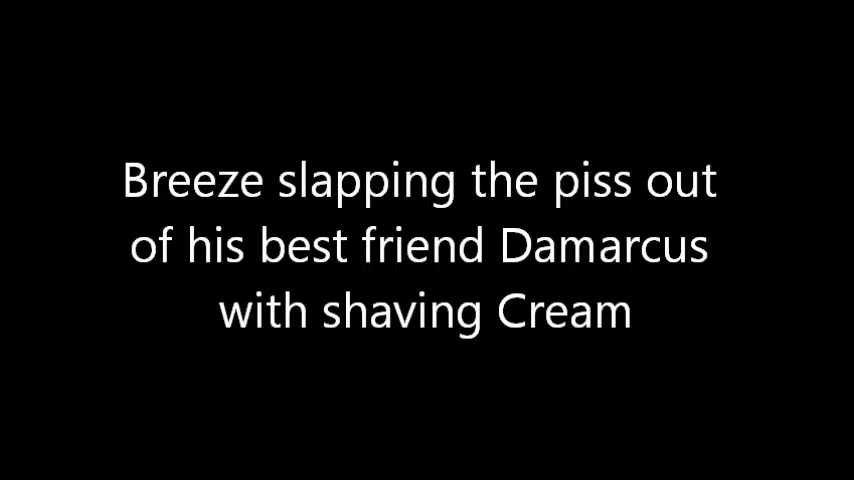 Breeze slapping the piss out
of his best friend Damarcus
with shaving Cream